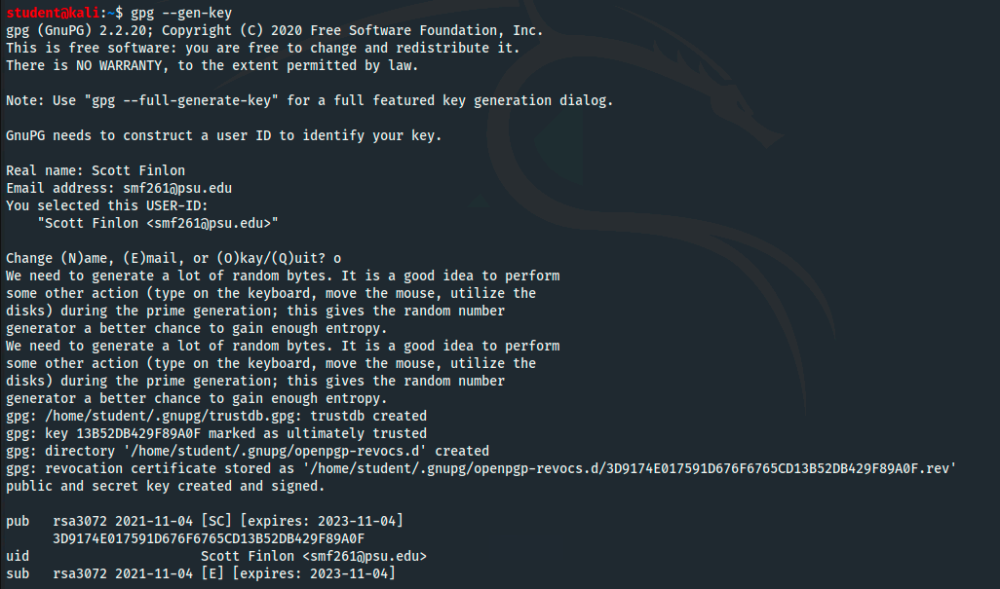 student@kali:~$ gpg --gen-key
gpg (GnuPG) 2.2.20; Copyright (C) 2020 Free Software Foundation, Inc.
This is free software: you are free to change and redistribute it.
There is NO WARRANTY, to the extent permitted by law.
Note: Use "gpg --full-generate-key" for a full featured key generation dialog.
GnuPG needs to construct a user ID to identify your key.
Real name: Scott Finlon
Email address: smf261@psu.edu
You selected this USER-ID:
    "Scott Finlon <smf261@psu.edu>"
Change (N)ame, (E)mail, or (O)kay/(Q)uit? o
We need to generate a lot of random bytes. It is a good idea to perform
some other action (type on the keyboard, move the mouse, utilize the
disks) during the prime generation; this gives the random number
generator a better chance to gain enough entropy.
We need to generate a lot of random bytes. It is a good idea to perform
some other action (type on the keyboard, move the mouse, utilize the
disks) during the prime generation; this gives the random number
generator a better chance to gain enough entropy.
gpg: /home/student/.gnupg/trustdb.gpg: trustdb created
gpg: key 13B52DB429F89A0F marked as ultimately trusted
gpg: directory '/home/student/.gnupg/openpgp-revocs.d' created
gpg: revocation certificate stored as '/home/student/.gnupg/openpgp-revocs.d/3D9174E017591D676F6765CD13B52DB429F89A0F.rev'
public and secret key created and signed.
pub   rsa3072 2021-11-04 [SC] [expires: 2023-11-04]
      3D9174E017591D676F6765CD13B52DB429F89A0F
uid                      Scott Finlon <smf261@psu.edu>
sub   rsa3072 2021-11-04 [E] [expires: 2023-11-04]